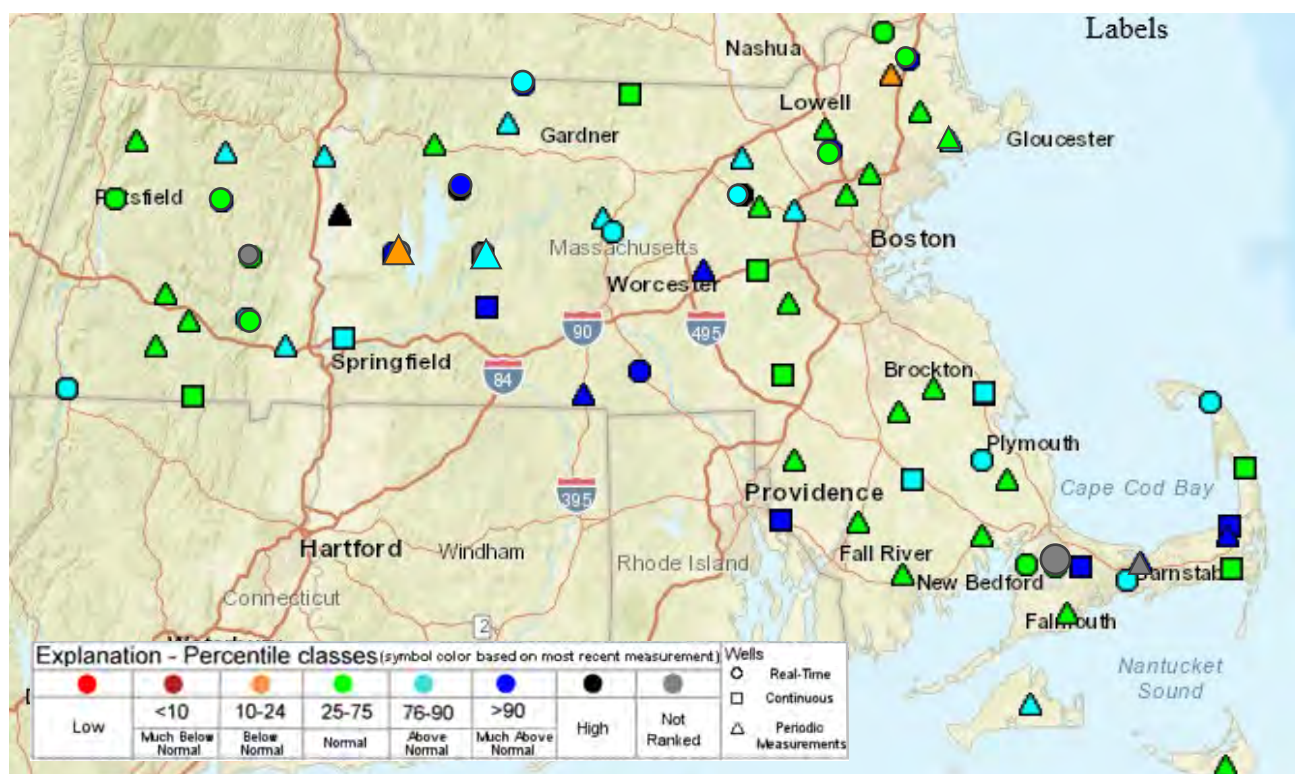 Labels
Nashua
Lowell
Gardner
Gloucester
Massachusetts
Boston
Worcester
90
495
Springfield
84
Brockton
Plymouth
Cape Cod Bay
395
Providence
Hartford
Windham
Fall River
Rhode Island
New Bedford
Connecticut
Falmouth
2
Nantucket
Sound
Explanation - Percentile classes (symbol color based on most recent measurement)
Wells
Real-Time
Continuous
Periodic
Measurements
Low
<10
10-24
25-75
76-90
>90
High
Not
Ranked
Much Below
Normal
Below
Normal
Normal
Above
Normal
Much Above
Normal